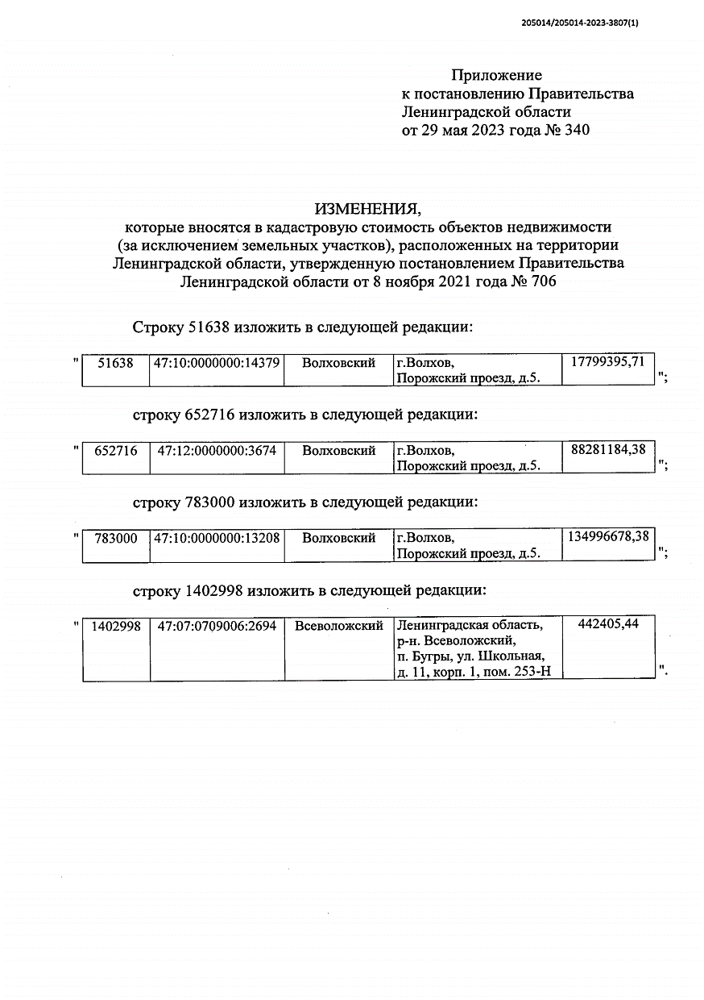 205014/205014-2023-3807(1)
Приложение
к постановлению Правительства
Ленинградской области
от 29 мая 2023 года № 340
ИЗМЕНЕНИЯ,
которые вносятся в кадастровую стоимость объектов недвижимости
(за исключением земельных участков), расположенных на территории
Ленинградской области, утвержденную постановлением Правительства
Ленинградской области от 8 ноября 2021 года № 706
Строку 51638 изложить в следующей редакции:
" 51638 47:10:0000000:14379 Волховский г.Волхов, 17799395,71
Порожский проезд, д.5. ";
строку 652716 изложить в следующей редакции:
" 652716 47:12:0000000:3674 Волховский г.Волхов, 88281184,38
Порожский проезд, д.5. ";
строку 783000 изложить в следующей редакции:
" 783000 47:10:0000000:13208 Волховский г.Волхов, 134996678,38
Порожский проезд, д.5. ";
строку 1402998 изложить в следующей редакции:
" 1402998 47:07:0709006:2694 Всеволожский Ленинградская область, 442405,44
р-н. Всеволожский,
п. Бугры, ул. Школьная,
д. 11, корп. 1, пом. 253-Н ".